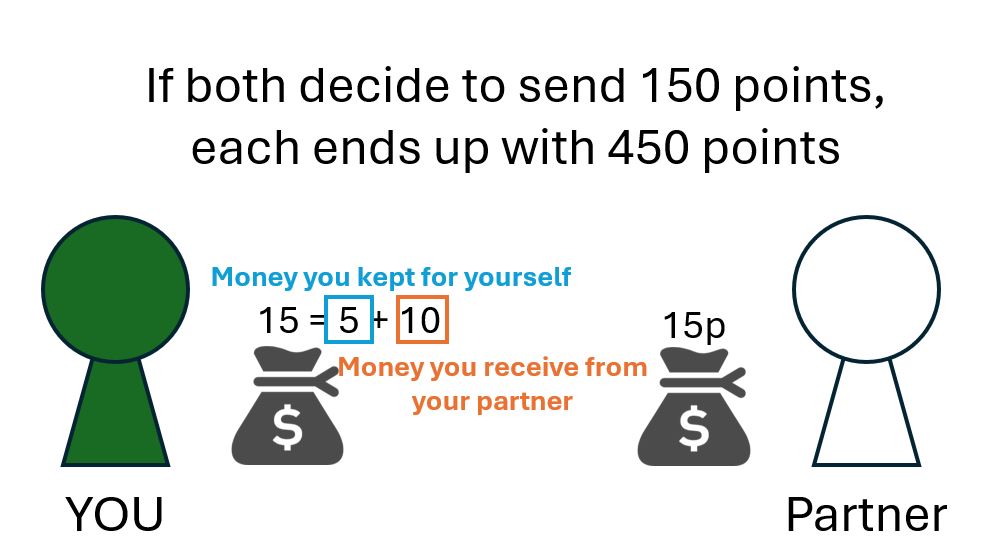 If both decide to send 150 points,
each ends up with 450 points
Money you kept for yourself
15 = 5 + 10
15p
Money you receive from
your partner
$
$
YOU
Partner